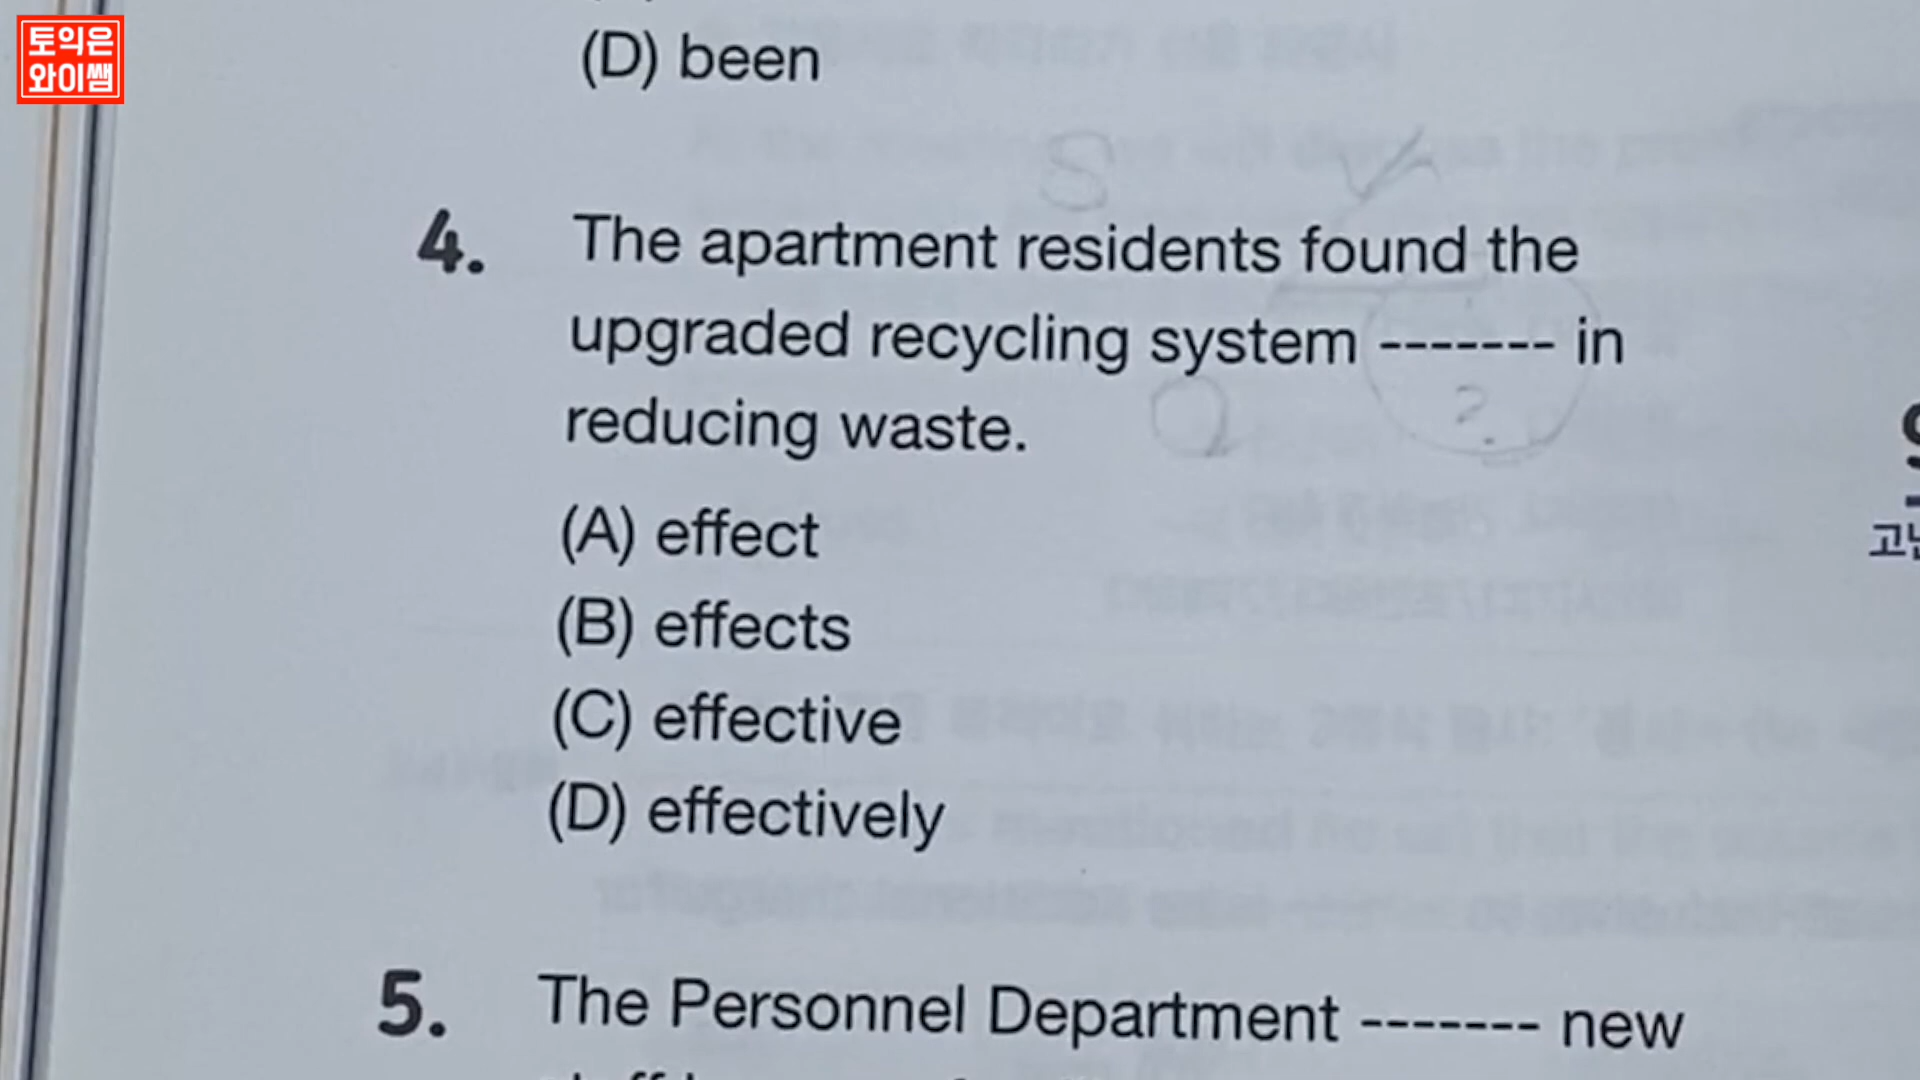 토익은
와이쌤
(D) been
S V
4. The apartment residents found the
upgraded recycling system ------- in
O ?
reducing waste.
(A) effect
(B) effects
(C) effective
(D) effectively
5. The Personnel Department ------- new